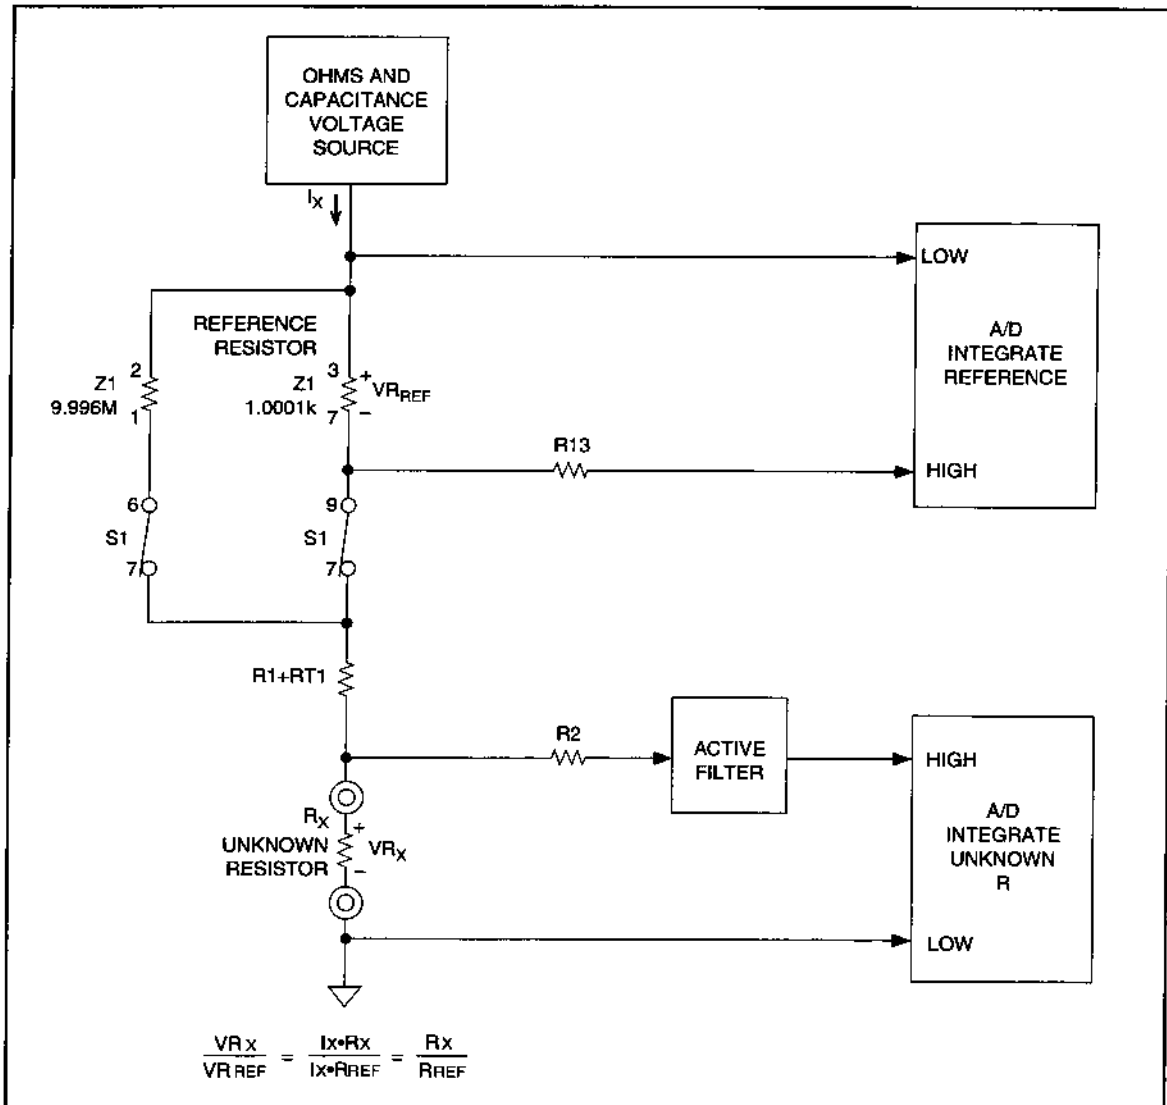 OHMS AND
CAPACITANCE
VOLTAGE
SOURCE
IX
LOW
A/D
INTEGRATE
REFERENCE
HIGH
REFERENCE
RESISTOR
2
Z1
9.996M
1
3
Z1
1.0001k
7
+
VRREF
–
R13
6
S1
7
9
S1
7
R1+RT1
R2
ACTIVE
FILTER
HIGH
A/D
INTEGRATE
UNKNOWN
R
LOW
RX
UNKNOWN
RESISTOR
+
VRX
–
VRX / VRREF = Ix•Rx / Ix•RREF = Rx / RREF